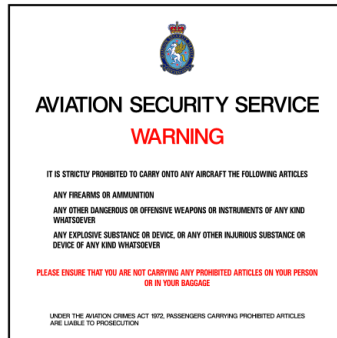 AVIATION SECURITY SERVICE
WARNING
IT IS STRICTLY PROHIBITED TO CARRY ONTO ANY AIRCRAFT THE FOLLOWING ARTICLES
ANY FIREARMS OR AMMUNITION
ANY OTHER DANGEROUS OR OFFENSIVE WEAPONS OR INSTRUMENTS OF ANY KIND
WHATSOEVER
ANY EXPLOSIVE SUBSTANCE OR DEVICE, OR ANY OTHER INJURIOUS SUBSTANCE OR
DEVICE OF ANY KIND WHATSOEVER
PLEASE ENSURE THAT YOU ARE NOT CARRYING ANY PROHIBITED ARTICLES ON YOUR PERSON
OR IN YOUR BAGGAGE
UNDER THE AVIATION CRIMES ACT 1972, PASSENGERS CARRYING PROHIBITED ARTICLES
ARE LIABLE TO PROSECUTION